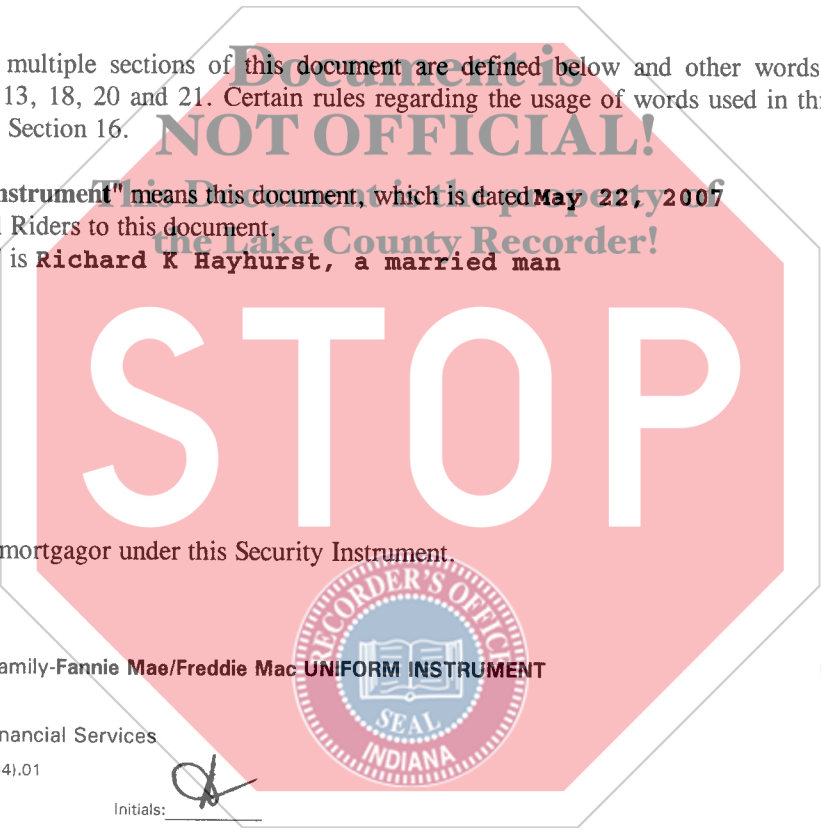 Document is
multiple sections of this document are defined below and other words
13, 18, 20 and 21. Certain rules regarding the usage of words used in th
Section 16.
NOT OFFICIAL!
nstrument" means this document, which is dated May 22, 2007
This Document is the property of
Riders to this document.
the Lake County Recorder!
is Richard K Hayhurst, a married man
STOP
mortgagor under this Security Instrument.
RECORDER'S OFFICE
amily-Fannie Mae/Freddie Mac UNIFORM INSTRUMENT
SEAL
nancial Services
INDIANA
4).01
Initials: